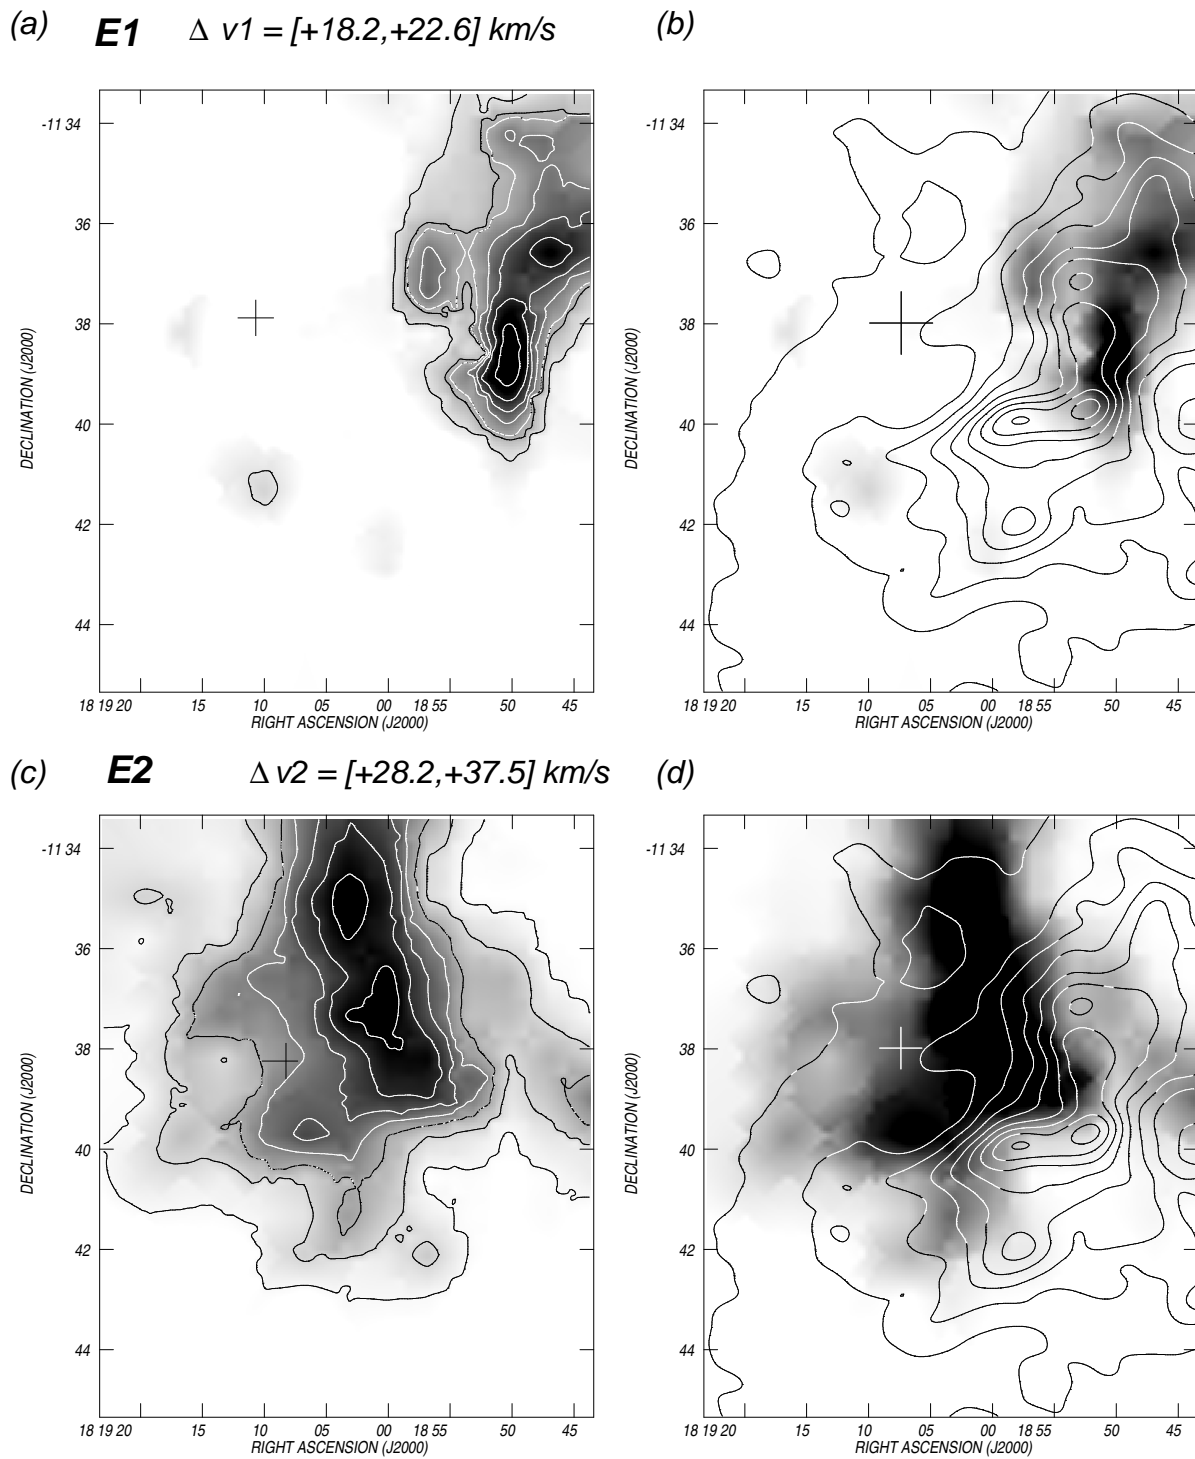 (a) E1 Δ v1 = [+18.2,+22.6] km/s (b)
-11 34
36
38
40
42
44
DECLINATION (J2000)
18 19 20 15 10 05 00 18 55 50 45
RIGHT ASCENSION (J2000)
-11 34
36
38
40
42
44
DECLINATION (J2000)
18 19 20 15 10 05 00 18 55 50 45
RIGHT ASCENSION (J2000)
(c) E2 Δ v2 = [+28.2,+37.5] km/s (d)
-11 34
36
38
40
42
44
DECLINATION (J2000)
18 19 20 15 10 05 00 18 55 50 45
RIGHT ASCENSION (J2000)
-11 34
36
38
40
42
44
DECLINATION (J2000)
18 19 20 15 10 05 00 18 55 50 45
RIGHT ASCENSION (J2000)